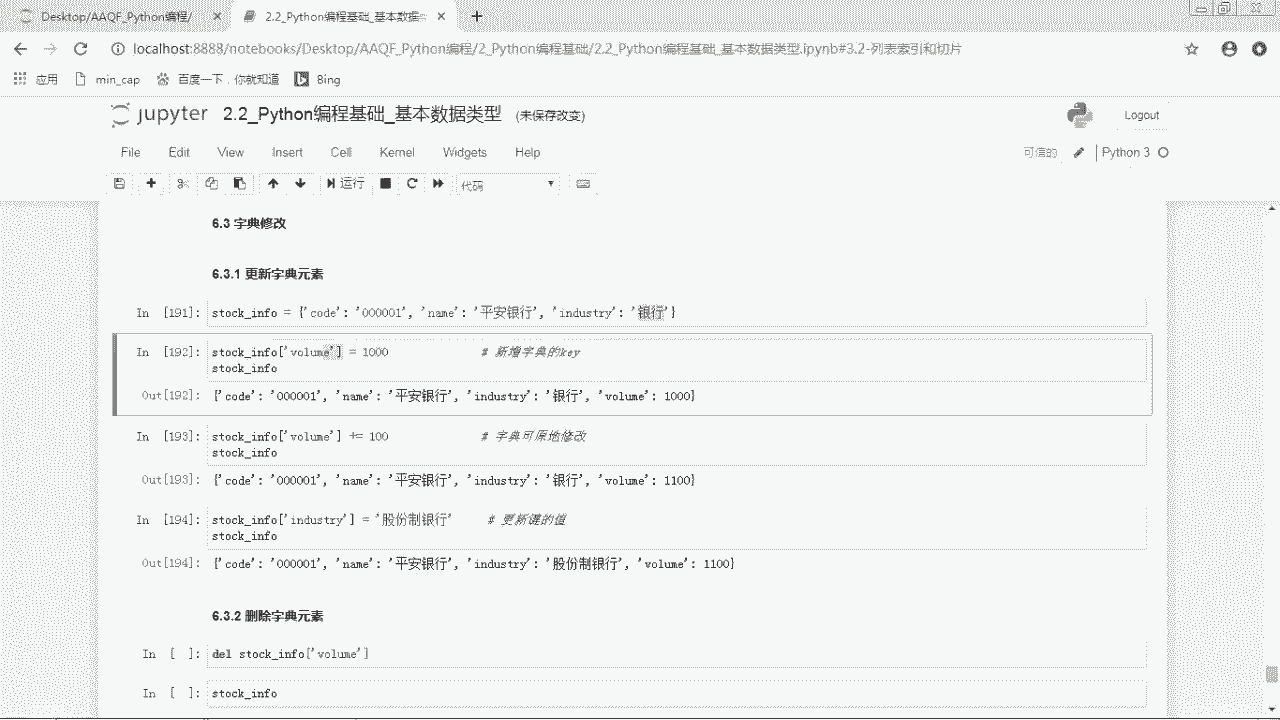 Desktop/AAQF_Python编程/
2.2_Python编程基础_基本数据
localhost:8888/notebooks/Desktop/AAQF_Python编程/2_Python编程基础/2.2_Python编程基础_基本数据类型.ipynb#3.2-列表索引和切片
应用 min_cap 百度一下，你就知道 Bing
jupyter 2.2_Python编程基础_基本数据类型 (未保存改变) Logout
File Edit View Insert Cell Kernel Widgets Help 可信的 Python 3
运行 代码
6.3 字典修改
6.3.1 更新字典元素
In [191]: stock_info = {'code': '000001', 'name': '平安银行', 'industry': '银行'}
In [192]: stock_info['volume'] = 1000 # 新增字典的key
stock_info
Out[192]: {'code': '000001', 'name': '平安银行', 'industry': '银行', 'volume': 1000}
In [193]: stock_info['volume'] += 100 # 字典可原地修改
stock_info
Out[193]: {'code': '000001', 'name': '平安银行', 'industry': '银行', 'volume': 1100}
In [194]: stock_info['industry'] = '股份制银行' # 更新键的值
stock_info
Out[194]: {'code': '000001', 'name': '平安银行', 'industry': '股份制银行', 'volume': 1100}
6.3.2 删除字典元素
In [ ]: del stock_info['volume']
In [ ]: stock_info